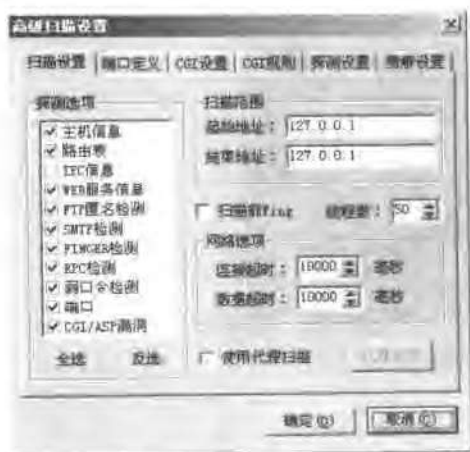 高级扫描设置
扫描设置 端口定义 CGI设置 CGI规则 探测设置 猜解设置
探测选项
主机信息
路由表
IPC信息
WEB服务信息
FTP匿名检测
SMTP检测
FINGER检测
RPC检测
弱口令检测
端口
CGI/ASP漏洞
全选 反选
扫描范围
起始地址： 127.0.0.1
结束地址： 127.0.0.1
扫描前Ping 线程数： 50
网络选项
连接超时： 10000 毫秒
数据超时： 10000 毫秒
使用代理扫描
确定(O) 取消(C)